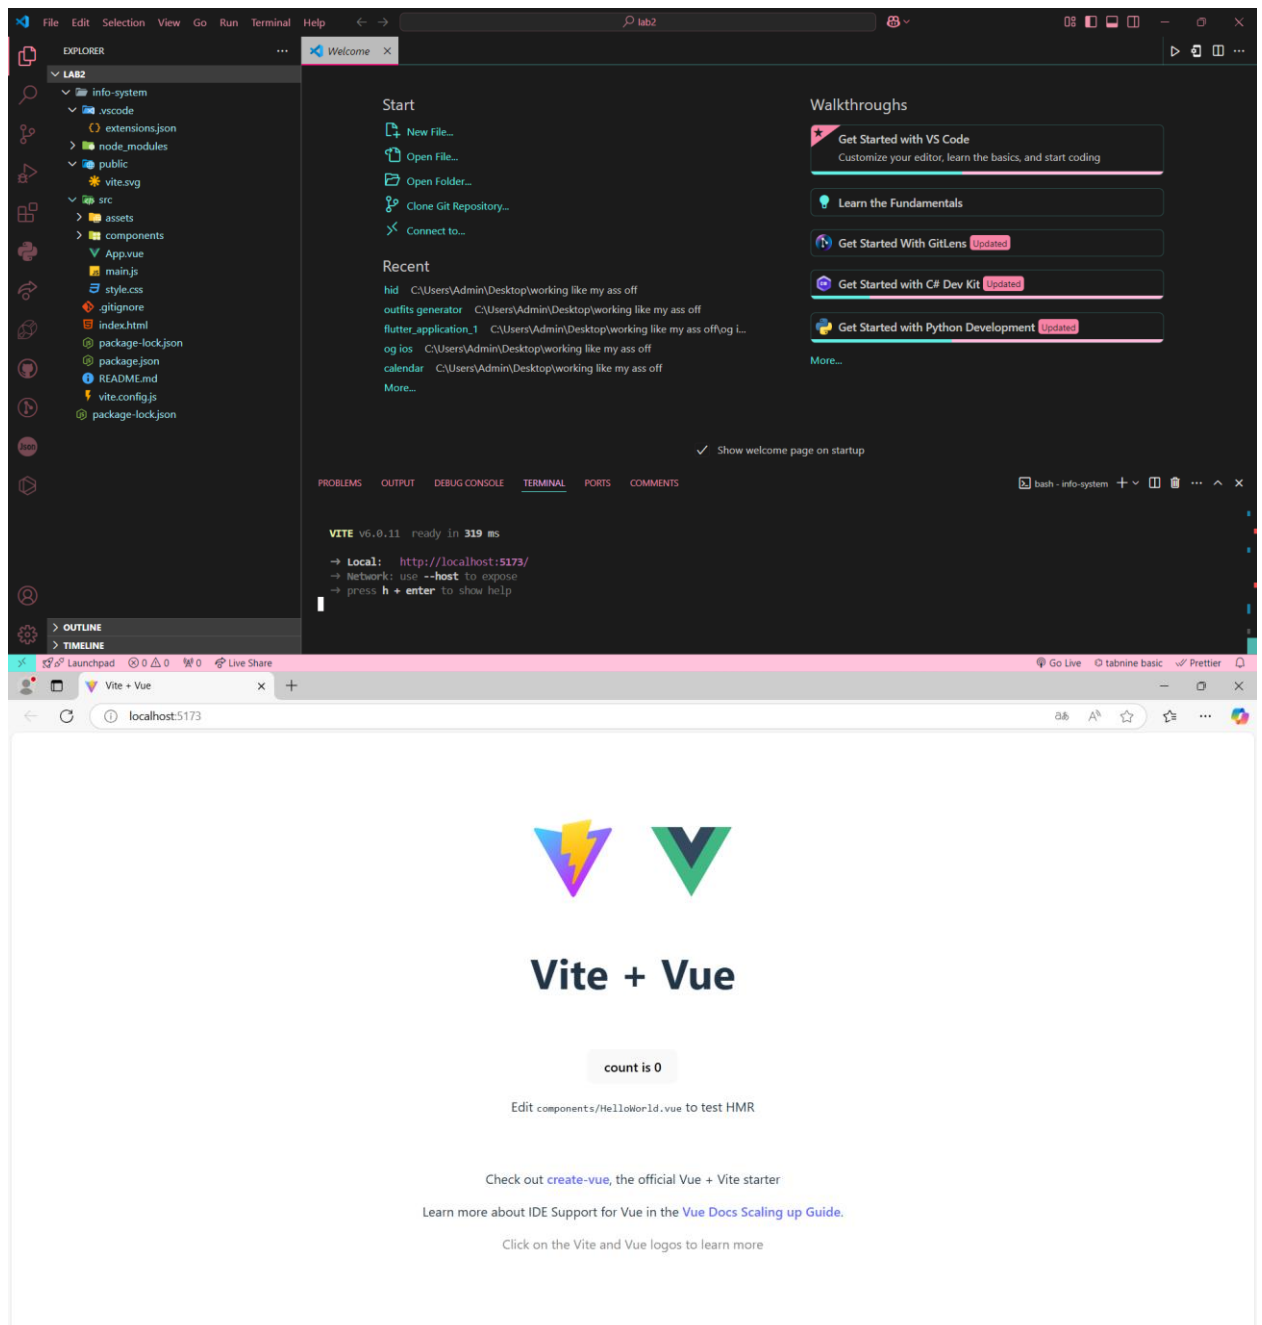 File Edit Selection View Go Run Terminal Help
lab2
EXPLORER
Welcome
LAB2
info-system
.vscode
extensions.json
node_modules
public
vite.svg
src
assets
components
App.vue
main.js
style.css
.gitignore
index.html
package-lock.json
package.json
README.md
vite.config.js
package-lock.json
OUTLINE
TIMELINE
Start
New File...
Open File...
Open Folder...
Clone Git Repository...
Connect to...
Recent
hid C:\Users\Admin\Desktop\working like my ass off
outfits generator C:\Users\Admin\Desktop\working like my ass off
flutter_application_1 C:\Users\Admin\Desktop\working like my ass off\og i...
og ios C:\Users\Admin\Desktop\working like my ass off
calendar C:\Users\Admin\Desktop\working like my ass off
More...
Walkthroughs
Get Started with VS Code
Customize your editor, learn the basics, and start coding
Learn the Fundamentals
Get Started With GitLens Updated
Get Started with C# Dev Kit Updated
Get Started with Python Development Updated
More...
Show welcome page on startup
PROBLEMS OUTPUT DEBUG CONSOLE TERMINAL PORTS COMMENTS
bash - info-system
VITE v6.0.11 ready in 319 ms
→ Local: http://localhost:5173/
→ Network: use --host to expose
→ press h + enter to show help
Launchpad 0 0 0 Live Share
Go Live tabnine basic Prettier
Vite + Vue
localhost:5173
Vite + Vue
count is 0
Edit components/HelloWorld.vue to test HMR
Check out create-vue, the official Vue + Vite starter
Learn more about IDE Support for Vue in the Vue Docs Scaling up Guide.
Click on the Vite and Vue logos to learn more